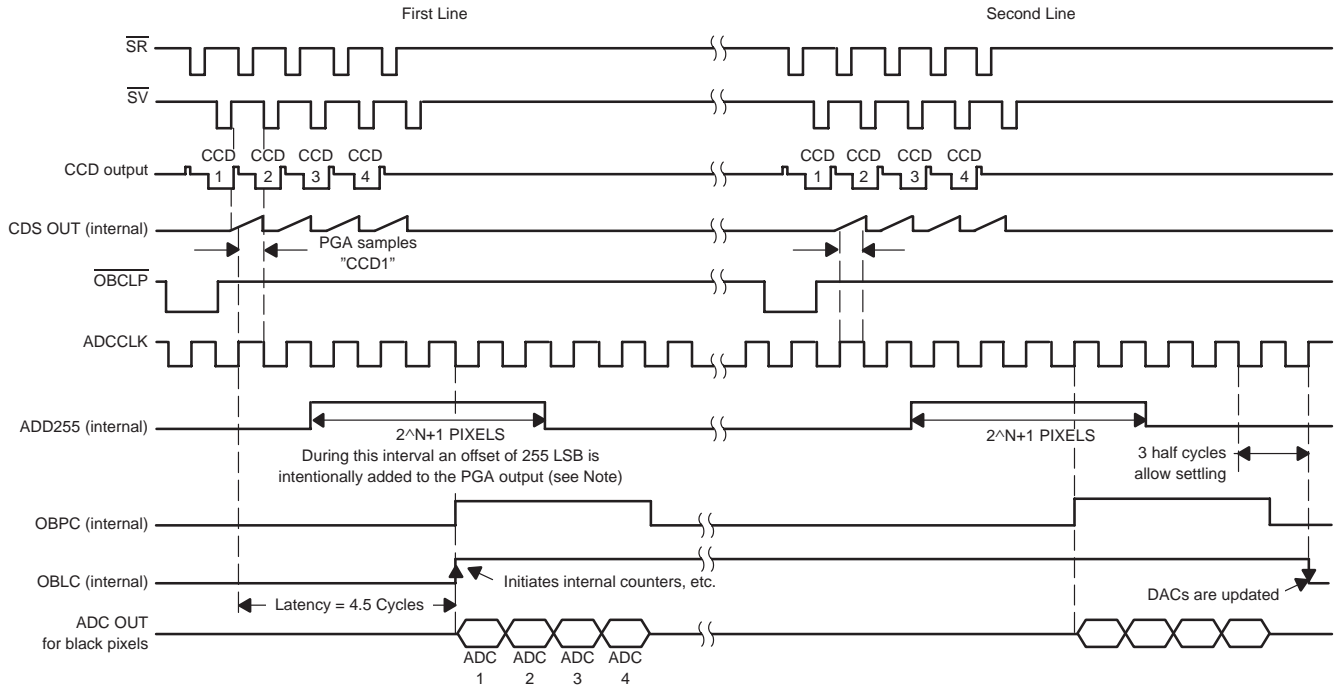 First Line
Second Line
SR
SV
CCD output
CCD 1
CCD 2
CCD 3
CCD 4
CCD 1
CCD 2
CCD 3
CCD 4
CDS OUT (internal)
PGA samples
"CCD1"
OBCLP
ADCCLK
ADD255 (internal)
2^N+1 PIXELS
During this interval an offset of 255 LSB is
intentionally added to the PGA output (see Note)
2^N+1 PIXELS
3 half cycles
allow settling
OBPC (internal)
OBLC (internal)
Initiates internal counters, etc.
DACs are updated
Latency = 4.5 Cycles
ADC OUT
for black pixels
ADC 1
ADC 2
ADC 3
ADC 4